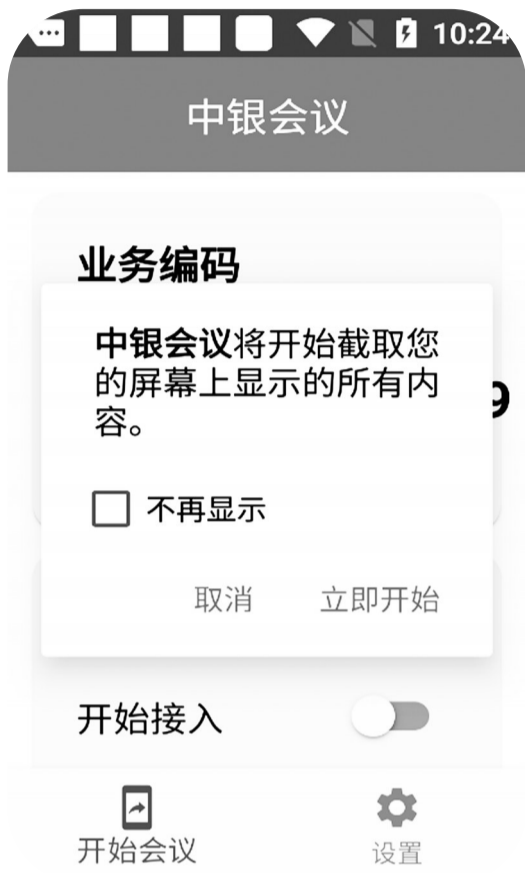 10:24
中银会议
业务编码
9
中银会议将开始截取您
的屏幕上显示的所有内
容。
不再显示
取消 立即开始
开始接入
开始会议 设置